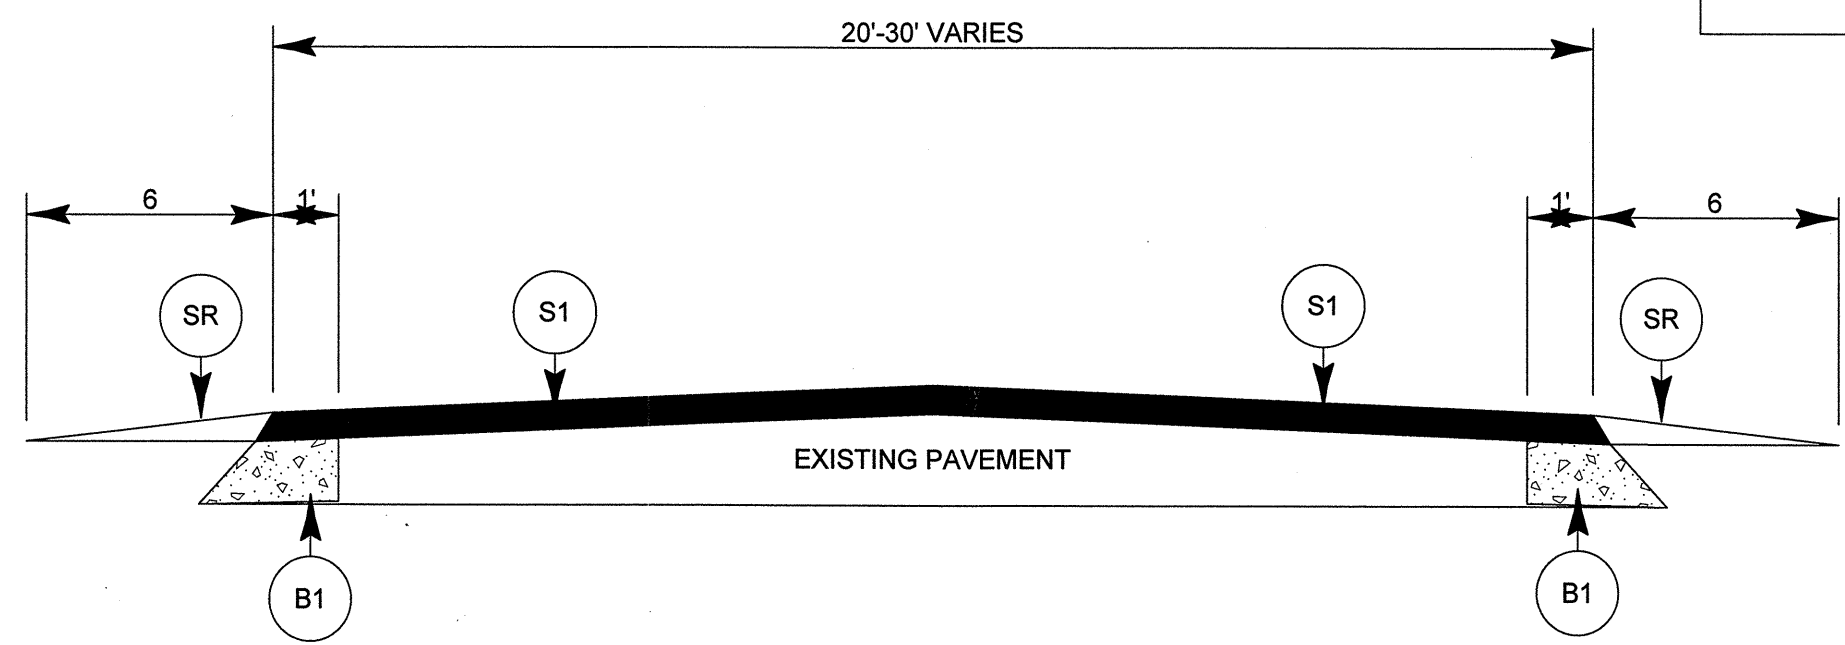 20'-30' VARIES
6
1'
1'
6
SR
S1
S1
SR
EXISTING PAVEMENT
B1
B1